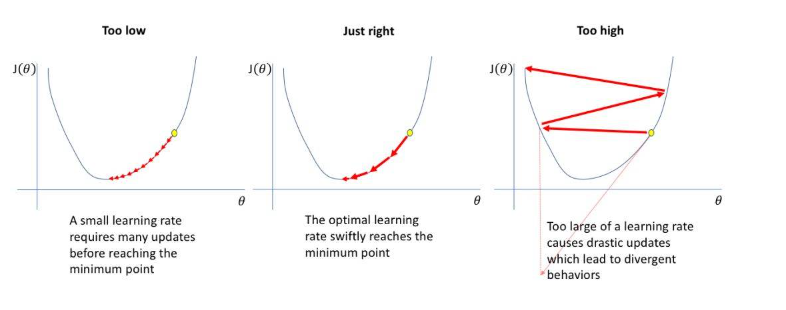 Too low
Just right
Too high
J(θ)
J(θ)
J(θ)
θ
θ
θ
A small learning rate
requires many updates
before reaching the
minimum point
The optimal learning
rate swiftly reaches the
minimum point
Too large of a learning rate
causes drastic updates
which lead to divergent
behaviors